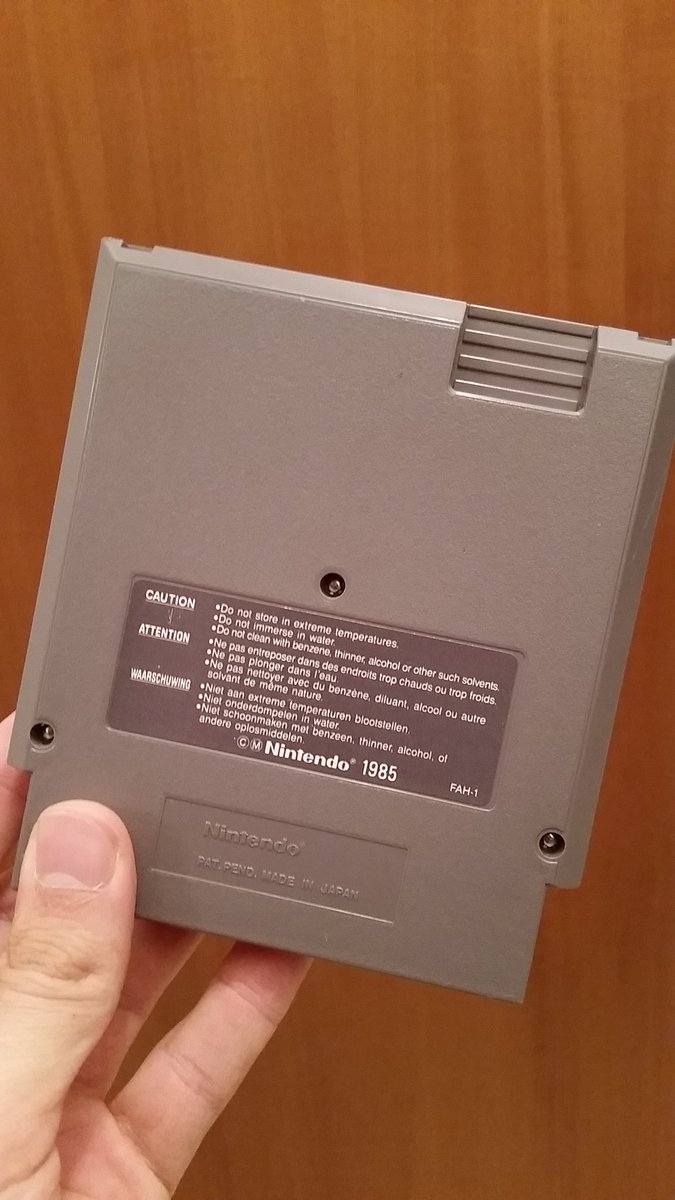 CAUTION
•Do not store in extreme temperatures.
•Do not immerse in water.
•Do not clean with benzene, thinner, alcohol or other such solvents.
ATTENTION
•Ne pas entreposer dans des endroits trop chauds ou trop froids.
•Ne pas plonger dans l'eau.
•Ne pas nettoyer avec du benzène, diluant, alcool ou autre
solvant de même nature.
WAARSCHUWING
•Niet aan extreme temperaturen blootstellen.
•Niet onderdompelen in water.
•Niet schoonmaken met benzeen, thinner, alcohol, of
andere oplosmiddelen.
©Ⓜ Nintendo® 1985
FAH-1
Nintendo®
PAT. PEND. MADE IN JAPAN